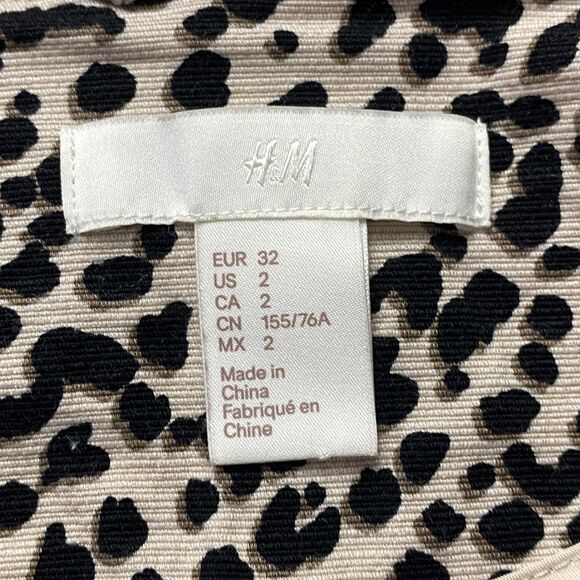 H&M
EUR 32
US 2
CA 2
CN 155/76A
MX 2
Made in
China
Fabriqué en
Chine